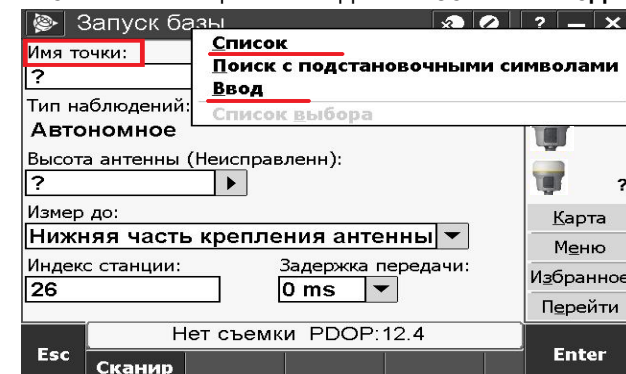 Запуск базы ? — X
Имя точки:
?
Список
Поиск с подстановочными символами
Ввод
Список выбора
Тип наблюдений:
Автономное
Высота антенны (Неисправленн):
?
?
Измер до:
Нижняя часть крепления антенны
Индекс станции: Задержка передачи:
26 0 ms
Карта
Меню
Избранное
Перейти
Нет съемки PDOP:12.4
Esc Сканир Enter